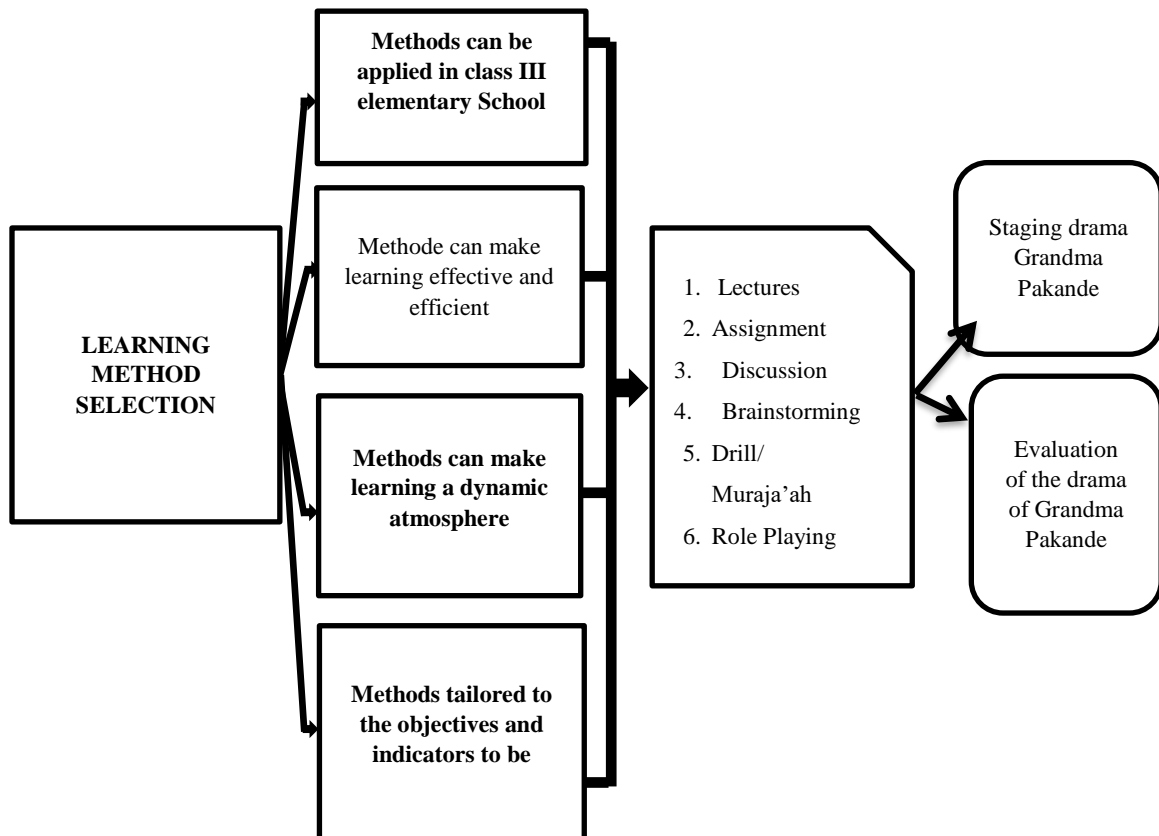 LEARNING
METHOD
SELECTION
Methods can be
applied in class III
elementary School
Methode can make
learning effective and
efficient
Methods can make
learning a dynamic
atmosphere
Methods tailored to
the objectives and
indicators to be
1. Lectures
2. Assignment
3. Discussion
4. Brainstorming
5. Drill/
Muraja’ah
6. Role Playing
Staging drama
Grandma
Pakande
Evaluation
of the drama
of Grandma
Pakande